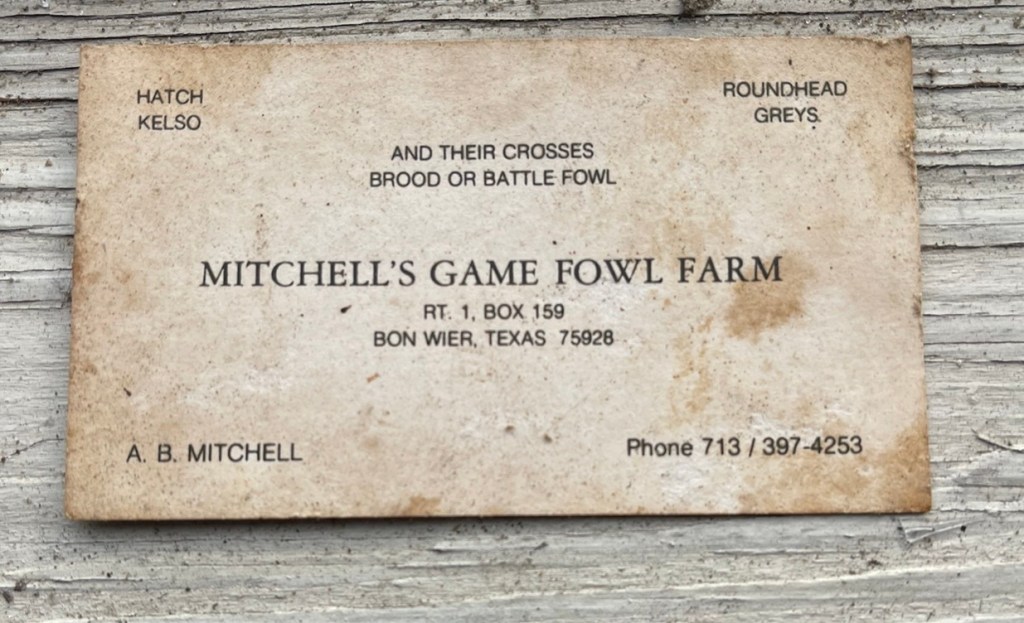 HATCH
KELSO
ROUNDHEAD
GREYS
AND THEIR CROSSES
BROOD OR BATTLE FOWL
MITCHELL'S GAME FOWL FARM
RT. 1, BOX 159
BON WIER, TEXAS 75928
A. B. MITCHELL
Phone 713 / 397-4253